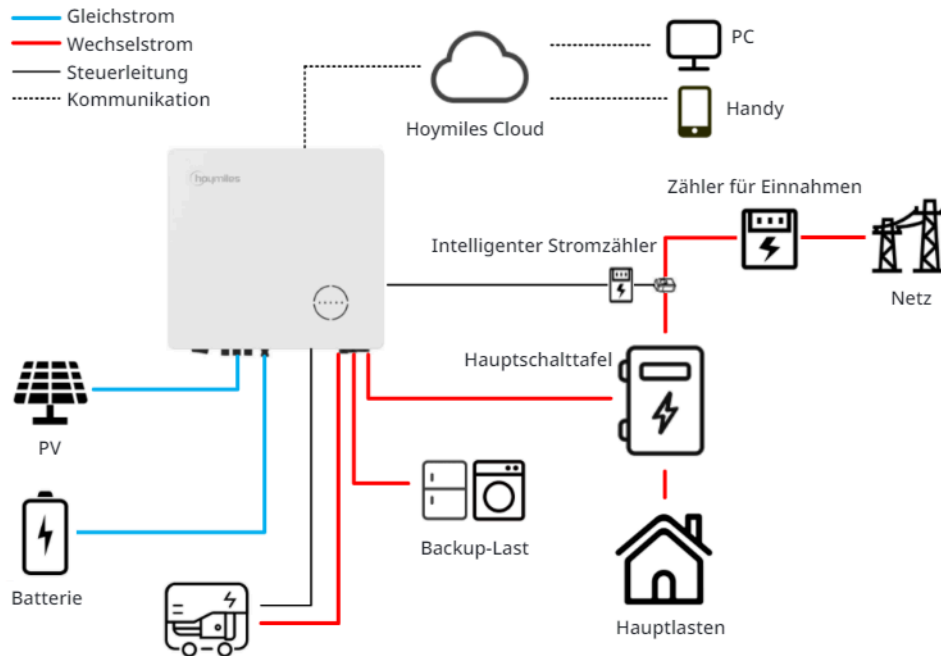 Gleichstrom
Wechselstrom
Steuerleitung
Kommunikation
PC
Hoymiles Cloud
Handy
hoymiles
Zähler für Einnahmen
Intelligenter Stromzähler
Netz
Hauptschalttafel
PV
Backup-Last
Batterie
Hauptlasten